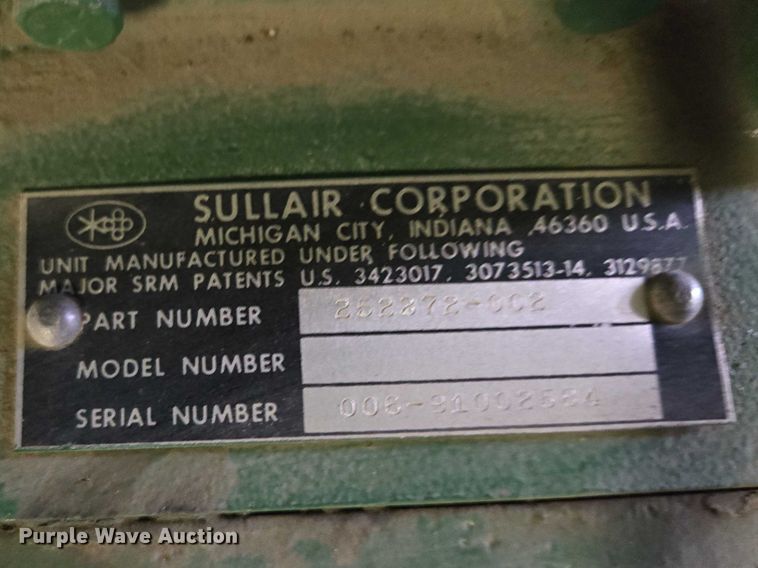 SULLAIR CORPORATION
MICHIGAN CITY, INDIANA 46360 U.S.A.
UNIT MANUFACTURED UNDER FOLLOWING
MAJOR SRM PATENTS U.S. 3423017, 3073513-14,
PART NUMBER
MODEL NUMBER
SERIAL NUMBER
Purple Wave Auction